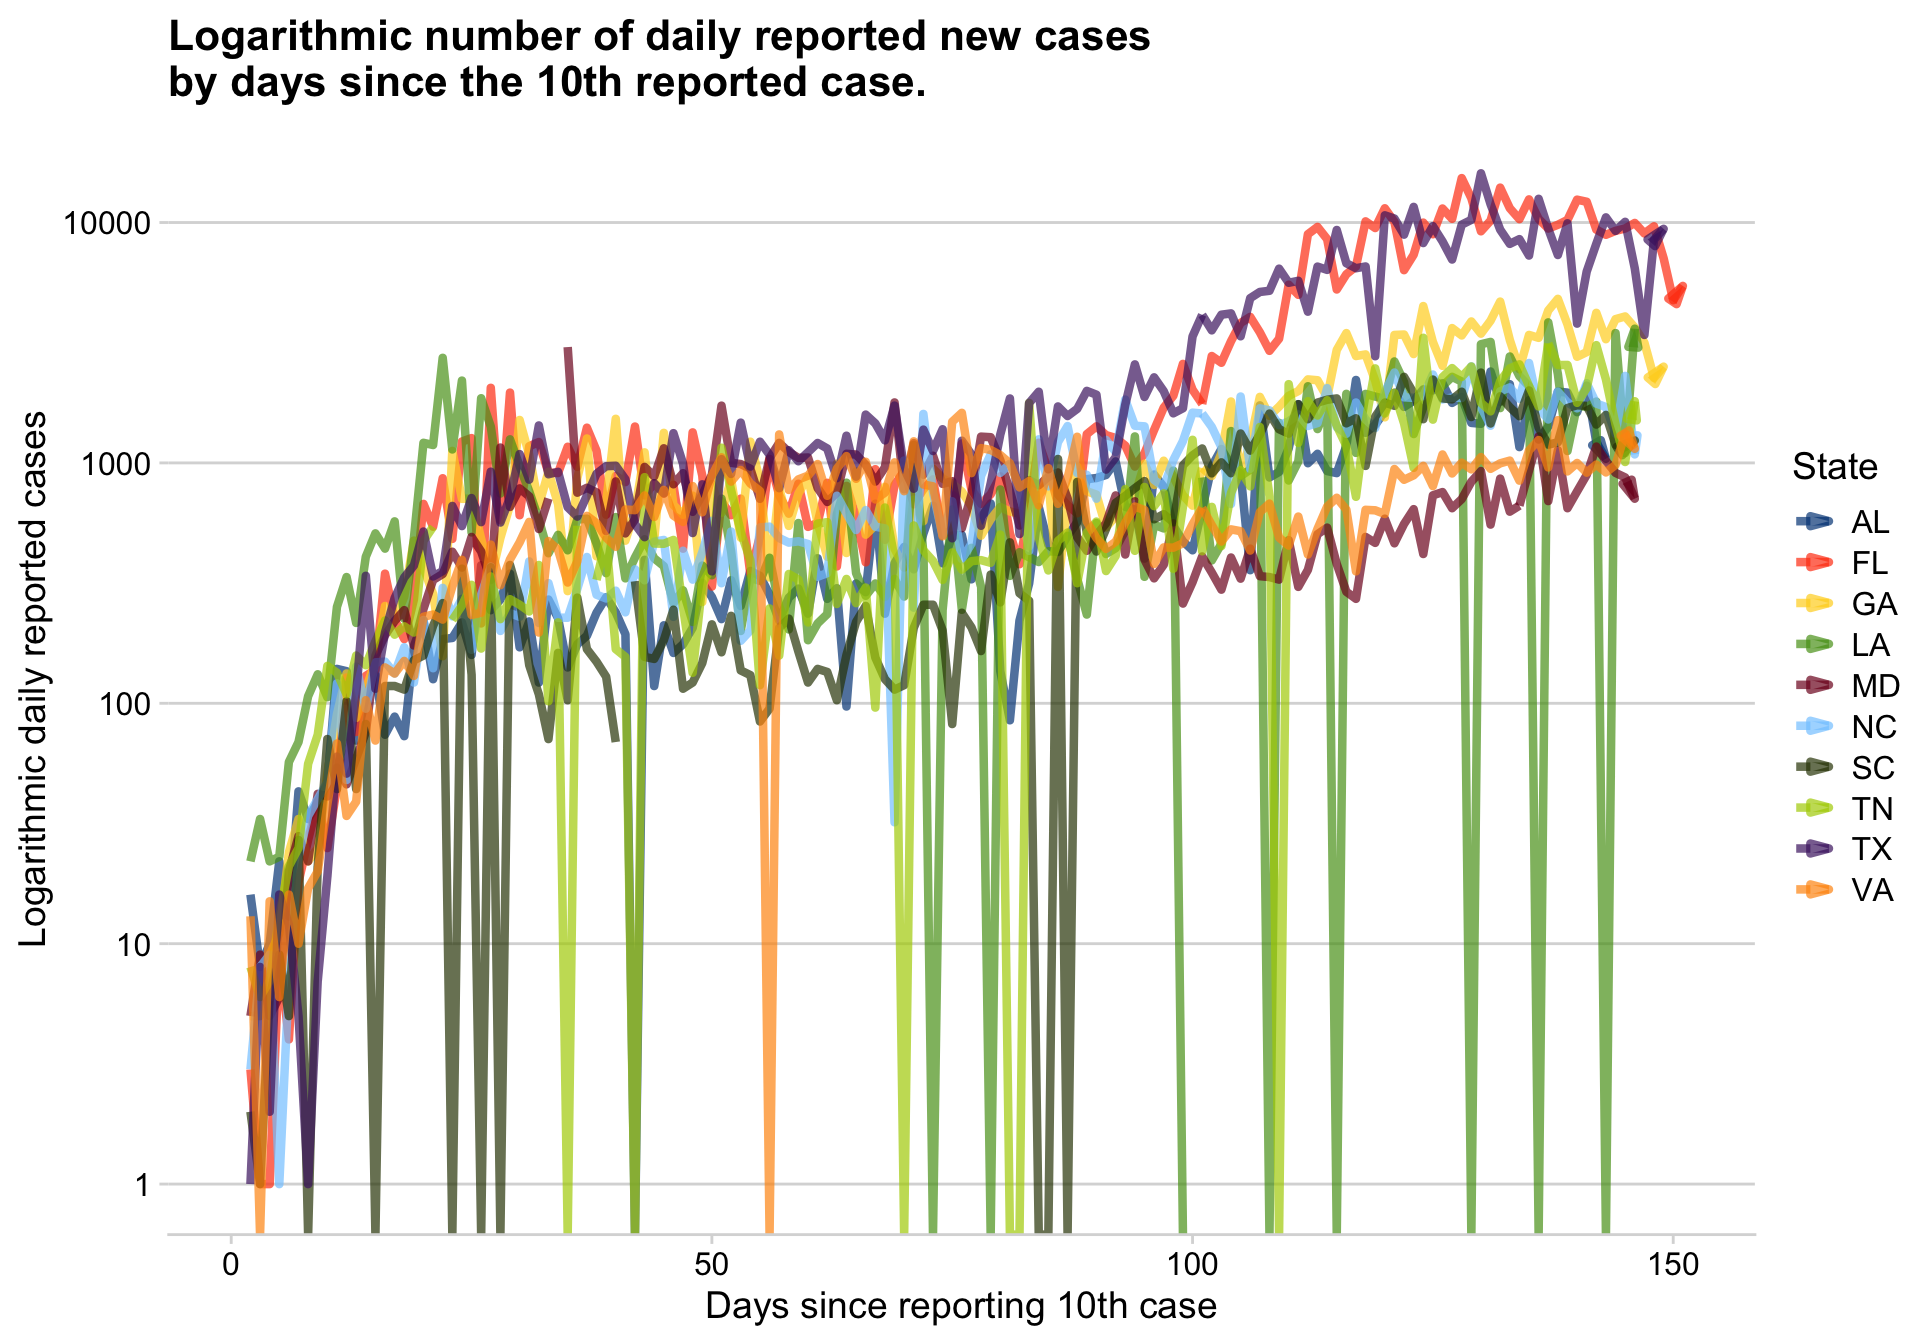 Logarithmic number of daily reported new cases
by days since the 10th reported case.
Logarithmic daily reported cases
10000
1000
100
10
1
0
50
100
150
Days since reporting 10th case
State
AL
FL
GA
LA
MD
NC
SC
TN
TX
VA